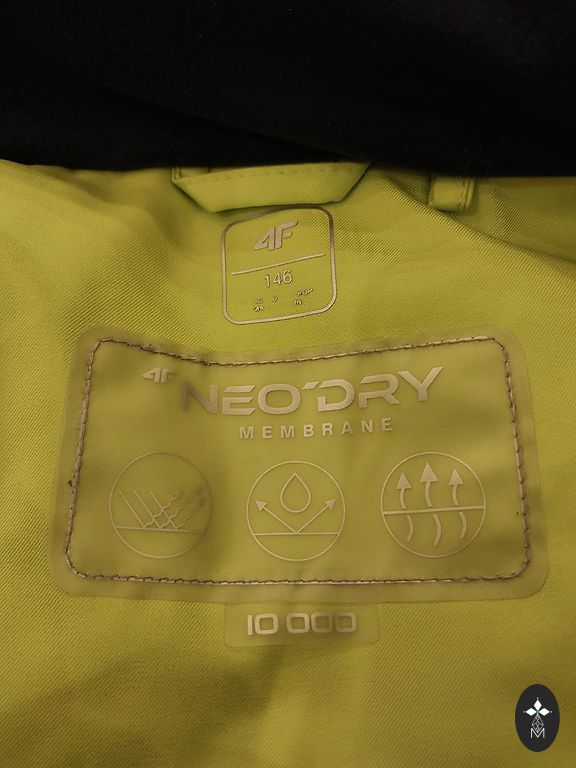 4F
146
4F NEO'DRY
MEMBRANE
10 000
M